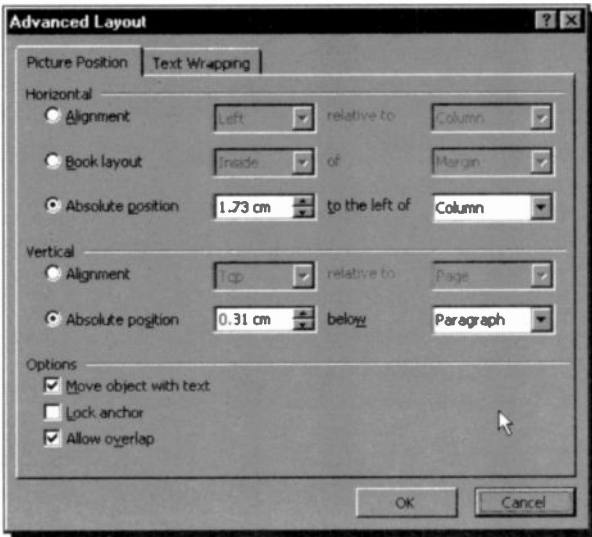 Advanced Layout
Picture Position Text Wrapping
Horizontal
Alignment Left relative to Column
Book layout Inside of Margin
Absolute position 1.73 cm to the left of Column
Vertical
Alignment Top relative to Page
Absolute position 0.31 cm below Paragraph
Options
Move object with text
Lock anchor
Allow overlap
OK Cancel